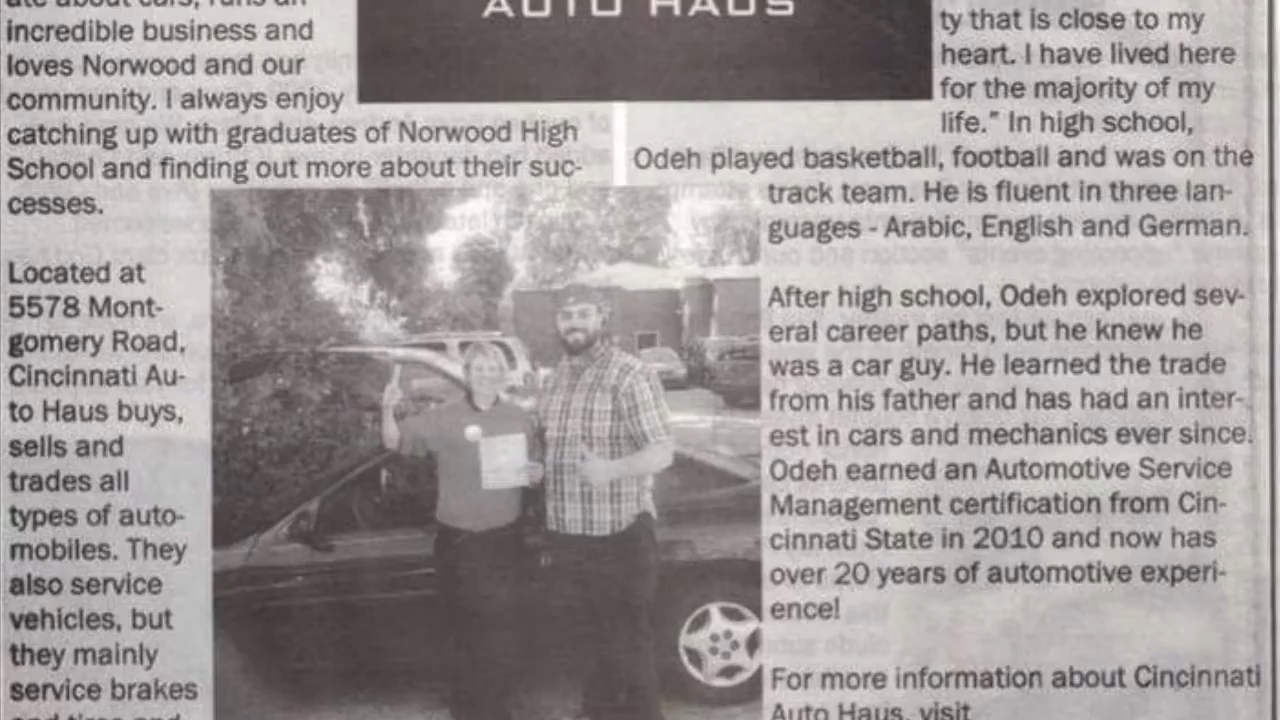 AUTO HAUS
ate about cars, runs an
incredible business and
loves Norwood and our
community. I always enjoy
catching up with graduates of Norwood High
School and finding out more about their suc-
cesses.
Located at
5578 Mont-
gomery Road,
Cincinnati Au-
to Haus buys,
sells and
trades all
types of auto-
mobiles. They
also service
vehicles, but
they mainly
service brakes
and tires and
ty that is close to my
heart. I have lived here
for the majority of my
life." In high school,
Odeh played basketball, football and was on the
track team. He is fluent in three lan-
guages - Arabic, English and German.
After high school, Odeh explored sev-
eral career paths, but he knew he
was a car guy. He learned the trade
from his father and has had an inter-
est in cars and mechanics ever since.
Odeh earned an Automotive Service
Management certification from Cin-
cinnati State in 2010 and now has
over 20 years of automotive experi-
ence!
For more information about Cincinnati
Auto Haus, visit